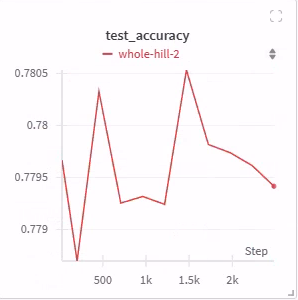 test_accuracy
whole-hill-2
0.7805
0.78
0.7795
0.779
Step
500
1k
1.5k
2k